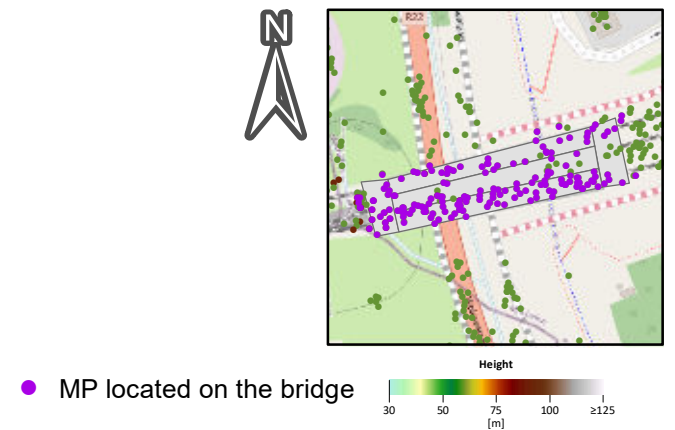 N
R22
Height
MP located on the bridge
30 50 75 100 ≥125
[m]